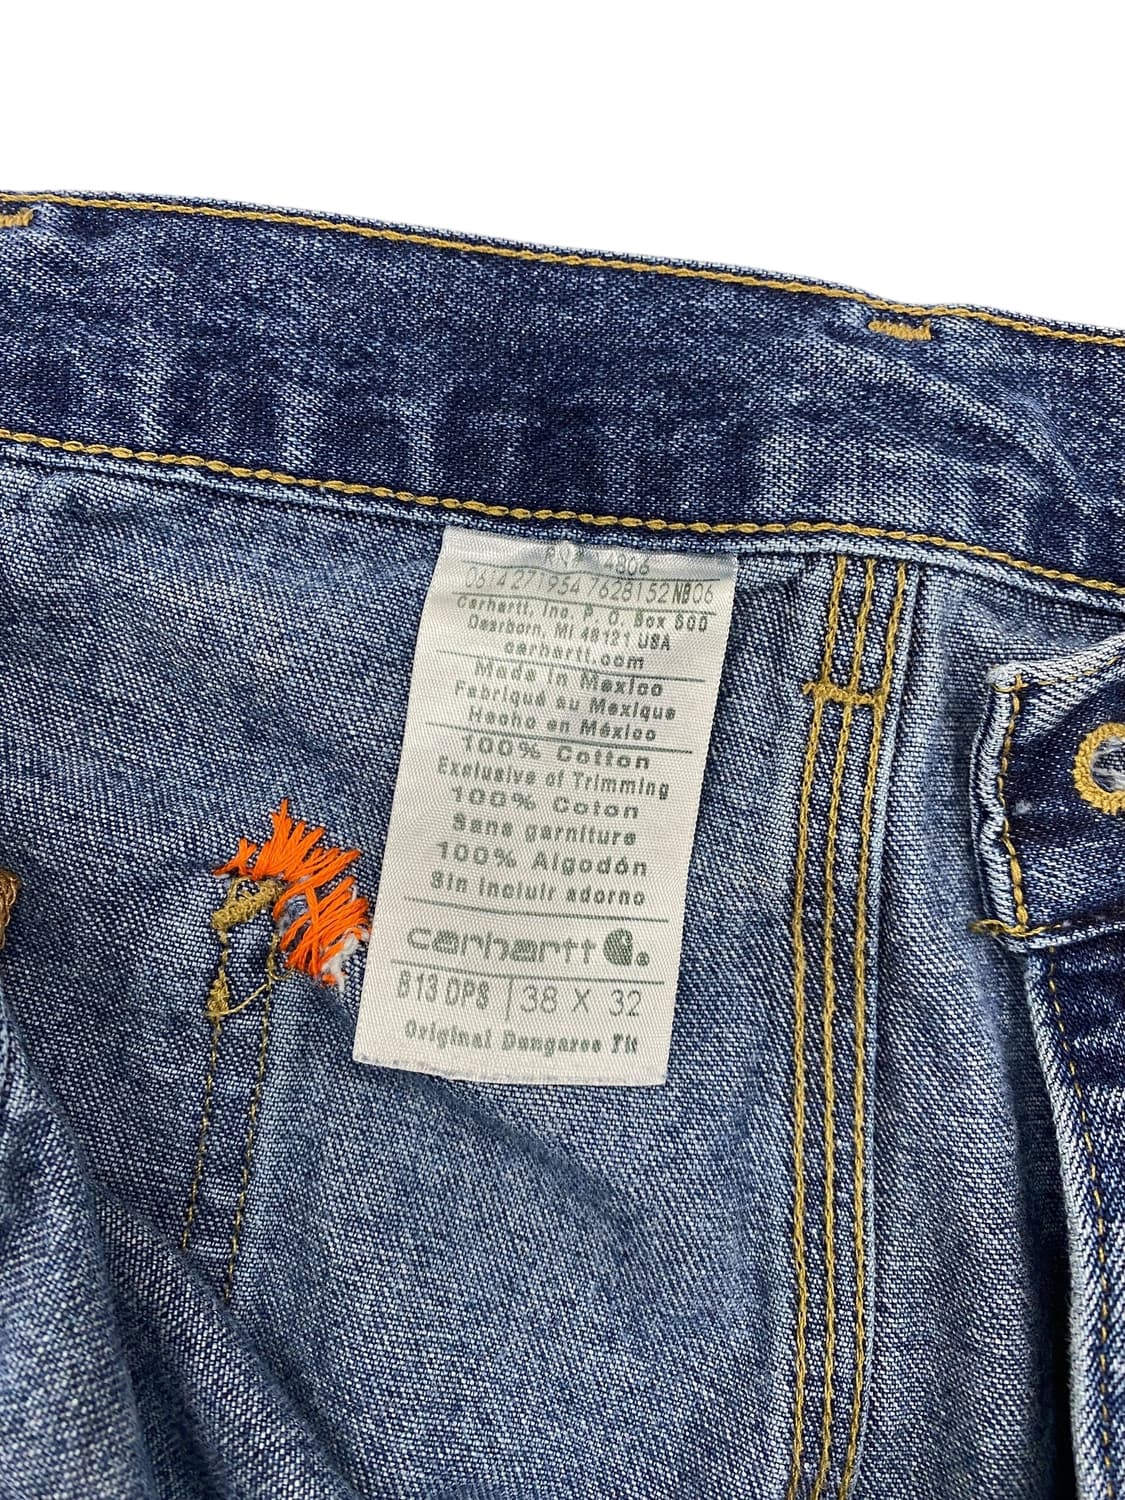 RN# 14806
0614271954 7628152NB06
Carhartt, Inc. P. O. Box 600
Dearborn, MI 48121 USA
carhartt.com
Made in Mexico
Fabriqué au Mexique
Hecho en México
100% Cotton
Exclusive of Trimming
100% Coton
Sans garniture
100% Algodón
Sin incluir adorno
carhartt
B13 DPS | 38 X 32
Original Dungaree Fit